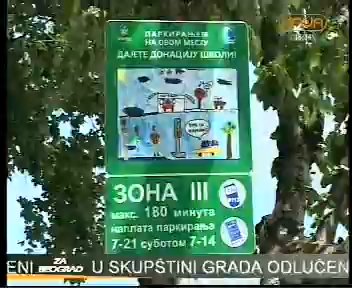 ПАРКИРАЊЕМ
НА ОВОМ МЕСТУ
ДАЈЕТЕ ДОНАЦИЈУ ШКОЛИ!
ЗОНА III
макс. 180 минута
наплата паркирања
7-21 суботом 7-14
ENI ZA BEOGRAD U SKUPŠTINI GRADA ODLUČEN